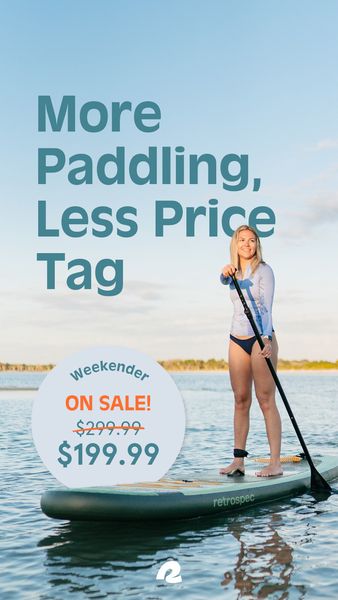 More
Paddling,
Less Price
Tag
Weekender
ON SALE!
$299.99
$199.99
retrospec